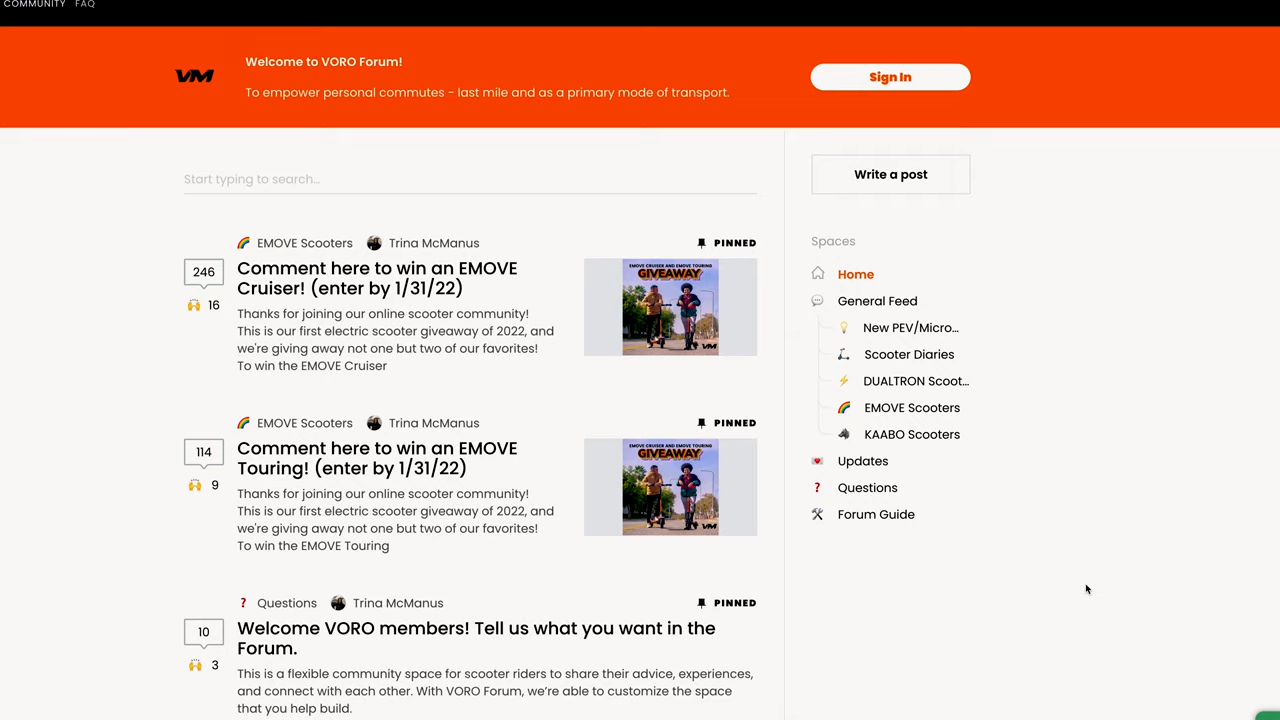 COMMUNITY FAQ
VM
Welcome to VORO Forum!
To empower personal commutes - last mile and as a primary mode of transport.
Sign In
Start typing to search...
Write a post
EMOVE Scooters Trina McManus PINNED
246
16
Comment here to win an EMOVE
Cruiser! (enter by 1/31/22)
Thanks for joining our online scooter community!
This is our first electric scooter giveaway of 2022, and
we're giving away not one but two of our favorites!
To win the EMOVE Cruiser
EMOVE CRUISER AND EMOVE TOURING
GIVEAWAY
VM
EMOVE Scooters Trina McManus PINNED
114
9
Comment here to win an EMOVE
Touring! (enter by 1/31/22)
Thanks for joining our online scooter community!
This is our first electric scooter giveaway of 2022, and
we're giving away not one but two of our favorites!
To win the EMOVE Touring
EMOVE CRUISER AND EMOVE TOURING
GIVEAWAY
VM
Questions Trina McManus PINNED
10
3
Welcome VORO members! Tell us what you want in the
Forum.
This is a flexible community space for scooter riders to share their advice, experiences,
and connect with each other. With VORO Forum, we're able to customize the space
that you help build.
Spaces
Home
General Feed
New PEV/Micro...
Scooter Diaries
DUALTRON Scoot...
EMOVE Scooters
KAABO Scooters
Updates
Questions
Forum Guide